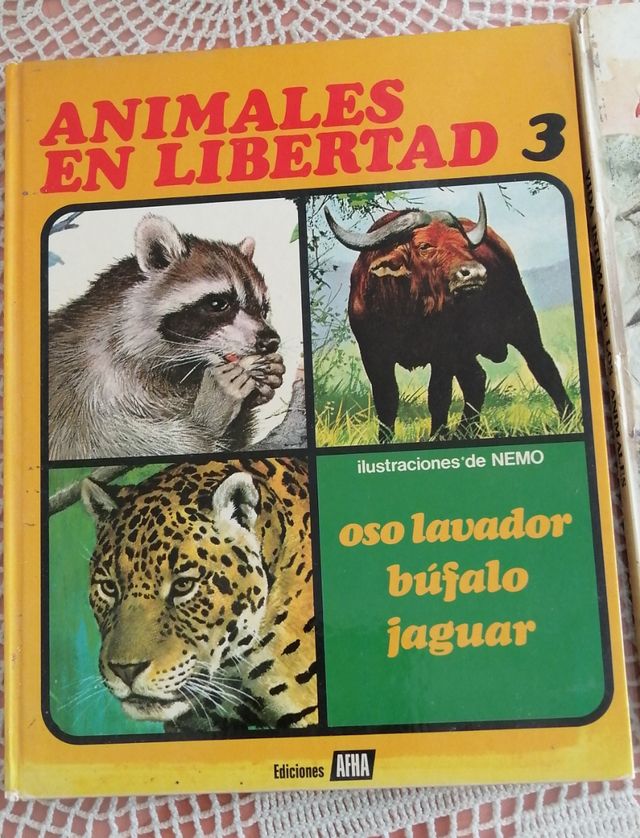 ANIMALES
EN LIBERTAD 3
ilustraciones de NEMO
oso lavador
búfalo
jaguar
Ediciones AFHA